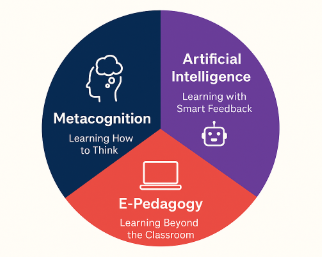 Metacognition
Learning How
to Think
Artificial
Intelligence
Learning with
Smart Feedback
E-Pedagogy
Learning Beyond
the Classroom